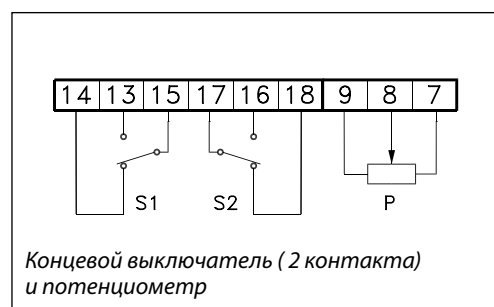 14 13 15 17 16 18 9 8 7
S1 S2 P
Концевой выключатель ( 2 контакта)
и потенциометр